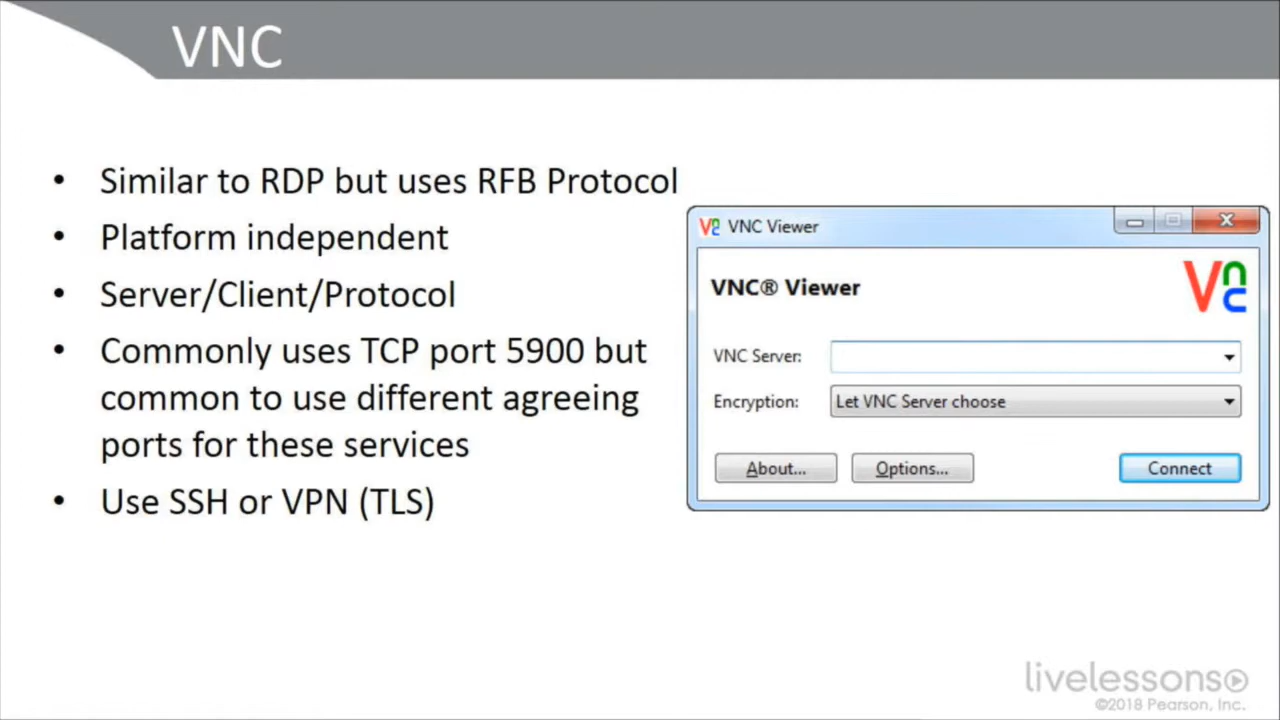 VNC
• Similar to RDP but uses RFB Protocol
• Platform independent
• Server/Client/Protocol
• Commonly uses TCP port 5900 but
common to use different agreeing
ports for these services
• Use SSH or VPN (TLS)
VNC Viewer
VNC® Viewer
VNC
VNC Server:
Encryption: Let VNC Server choose
About... Options... Connect
livelessons
©2018 Pearson, Inc.